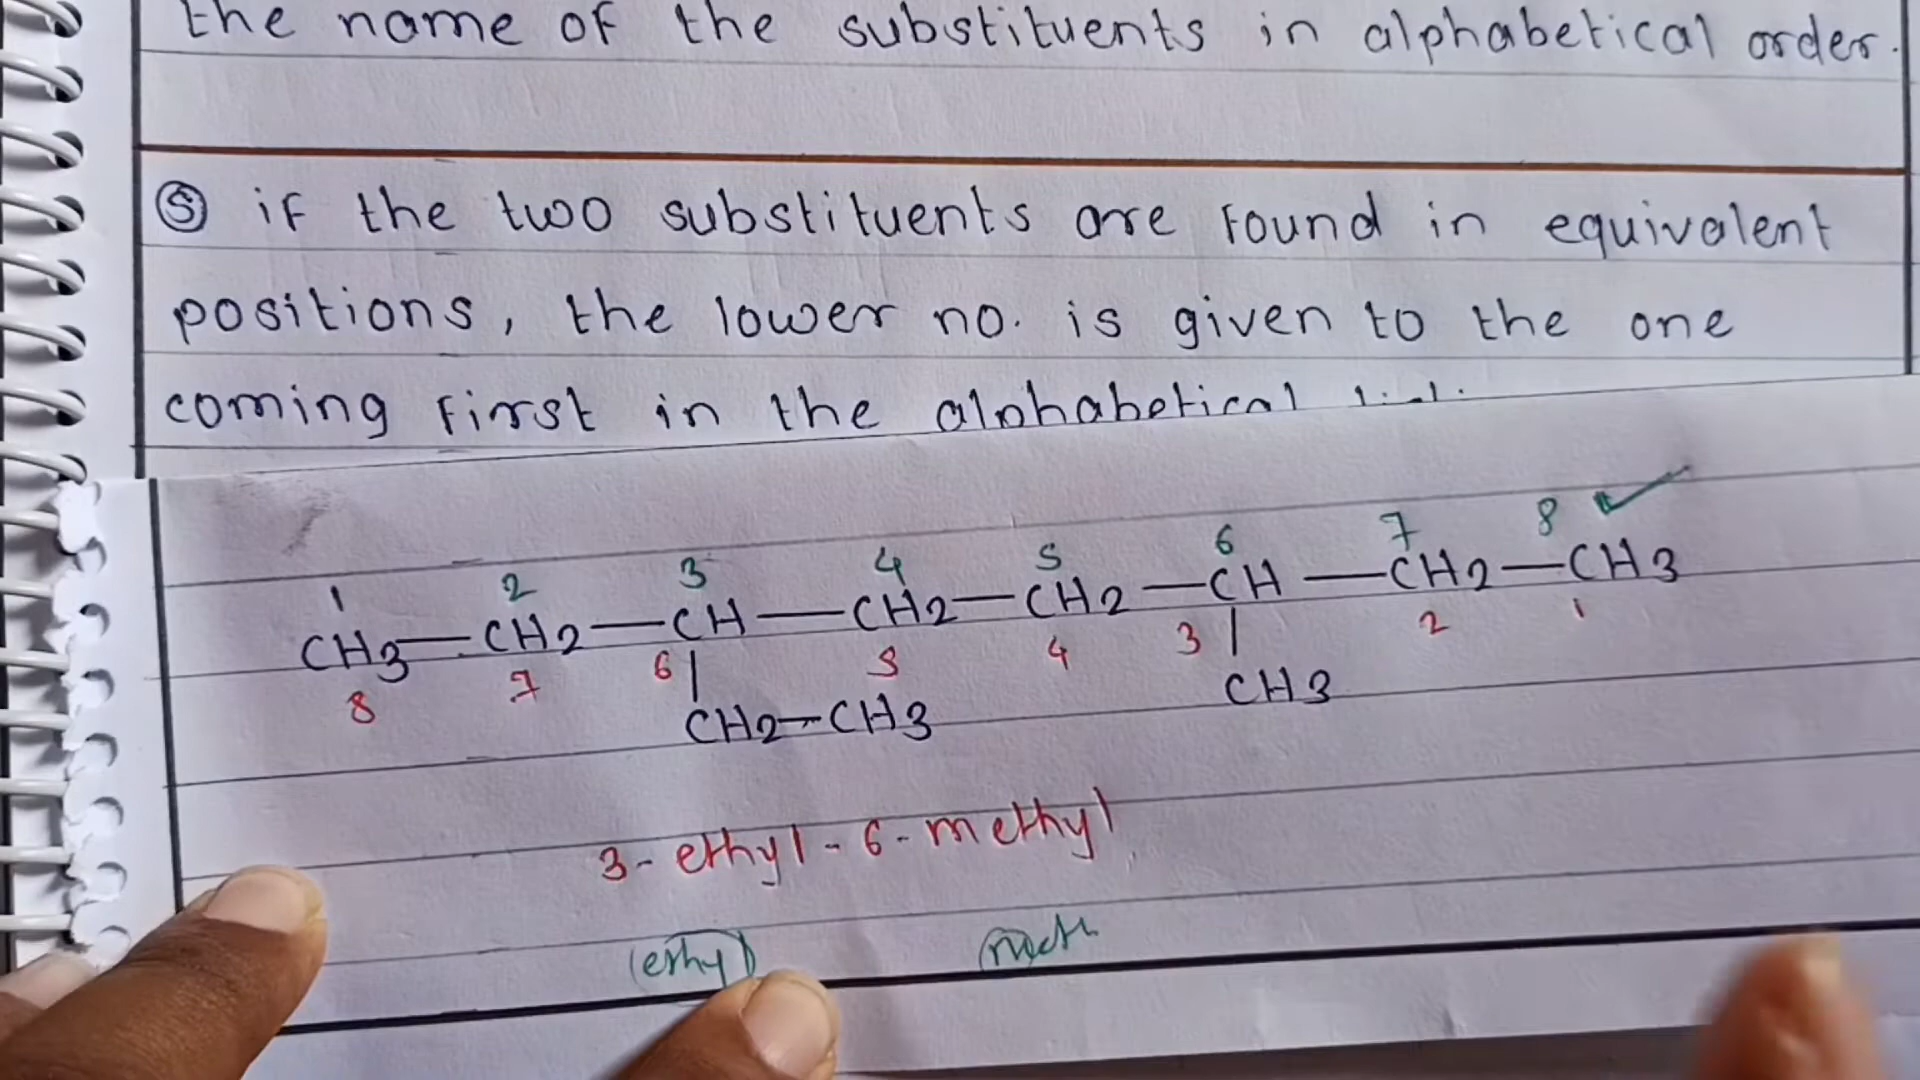 the name of the substituents in alphabetical order.
⑤ if the two substituents are found in equivalent
positions, the lower no. is given to the one
coming first in the alphabetical
1 2 3 4 5 6 7 8 ✓
CH3—CH2—CH—CH2—CH2—CH—CH2—CH3
8 7 6 5 4 3 2 1
CH2—CH3 CH3
3-ethyl-6-methyl
(ethyl) meth